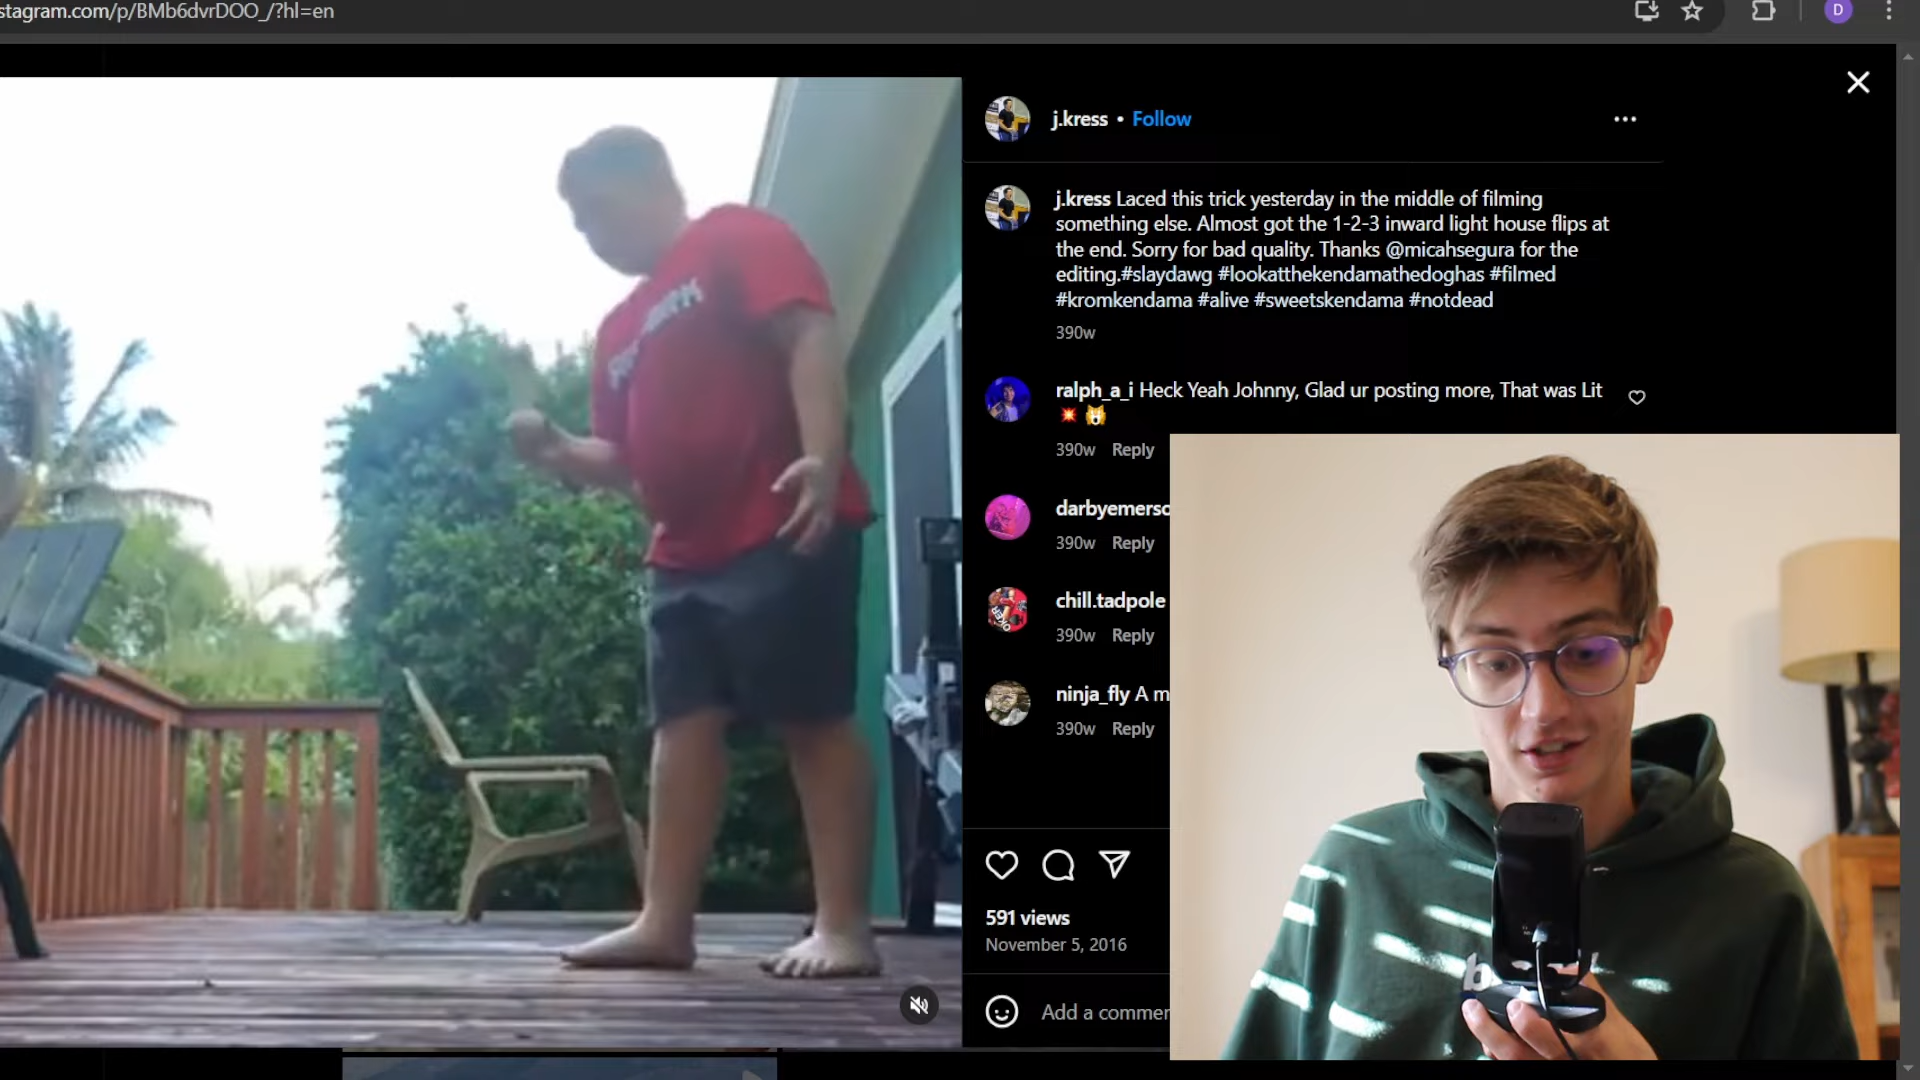 stagram.com/p/BMb6dvrDOO_/?hl=en
D
j.kress • Follow
j.kress Laced this trick yesterday in the middle of filming
something else. Almost got the 1-2-3 inward light house flips at
the end. Sorry for bad quality. Thanks @micahsegura for the
editing.#slaydawg #lookatthekendamathedoghas #filmed
#kromkendama #alive #sweetskendama #notdead
390w
ralph_a_i Heck Yeah Johnny, Glad ur posting more, That was Lit
390w Reply
darbyemerso
390w Reply
chill.tadpole
390w Reply
ninja_fly A m
390w Reply
591 views
November 5, 2016
Add a commen